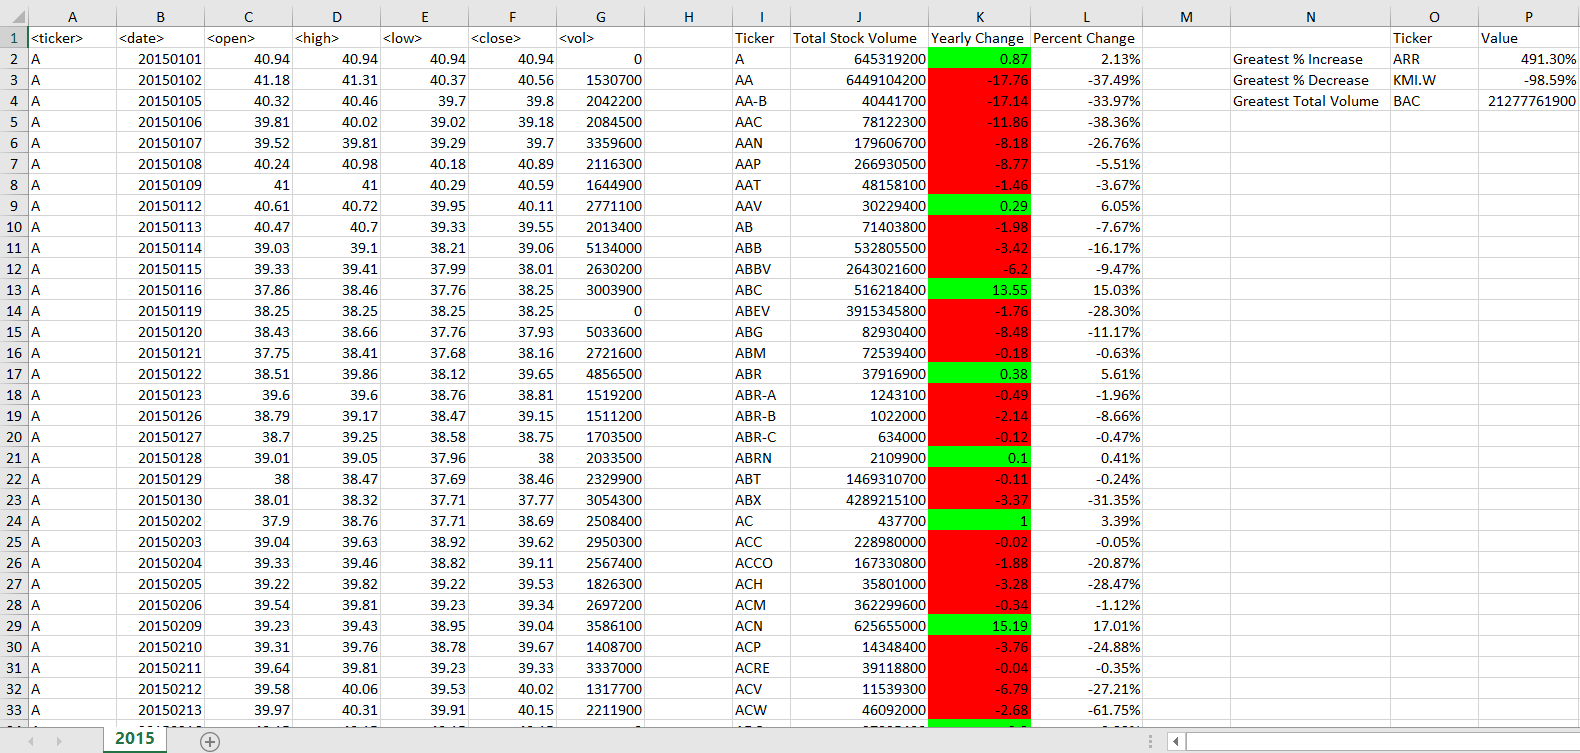 A B C D E F G H I J K L M N O P
1 <ticker> <date> <open> <high> <low> <close> <vol> Ticker Total Stock Volume Yearly Change Percent Change Ticker Value
2 A 20150101 40.94 40.94 40.94 40.94 0 A 645319200 0.87 2.13% Greatest % Increase ARR 491.30%
3 A 20150102 41.18 41.31 40.37 40.56 1530700 AA 6449104200 -17.76 -37.49% Greatest % Decrease KMI.W -98.59%
4 A 20150105 40.32 40.46 39.7 39.8 2042200 AA-B 40441700 -17.14 -33.97% Greatest Total Volume BAC 21277761900
5 A 20150106 39.81 40.02 39.02 39.18 2084500 AAC 78122300 -11.86 -38.36%
6 A 20150107 39.52 39.81 39.29 39.7 3359600 AAN 179606700 -8.18 -26.76%
7 A 20150108 40.24 40.98 40.18 40.89 2116300 AAP 266930500 -8.77 -5.51%
8 A 20150109 41 41 40.29 40.59 1644900 AAT 48158100 -1.46 -3.67%
9 A 20150112 40.61 40.72 39.95 40.11 2771100 AAV 30229400 0.29 6.05%
10 A 20150113 40.47 40.7 39.33 39.55 2013400 AB 71403800 -1.98 -7.67%
11 A 20150114 39.03 39.1 38.21 39.06 5134000 ABB 532805500 -3.42 -16.17%
12 A 20150115 39.33 39.41 37.99 38.01 2630200 ABBV 2643021600 -6.2 -9.47%
13 A 20150116 37.86 38.46 37.76 38.25 3003900 ABC 516218400 13.55 15.03%
14 A 20150119 38.25 38.25 38.25 38.25 0 ABEV 3915345800 -1.76 -28.30%
15 A 20150120 38.43 38.66 37.76 37.93 5033600 ABG 82930400 -8.48 -11.17%
16 A 20150121 37.75 38.41 37.68 38.16 2721600 ABM 72539400 -0.18 -0.63%
17 A 20150122 38.51 39.86 38.12 39.65 4856500 ABR 37916900 0.38 5.61%
18 A 20150123 39.6 39.6 38.76 38.81 1519200 ABR-A 1243100 -0.49 -1.96%
19 A 20150126 38.79 39.17 38.47 39.15 1511200 ABR-B 1022000 -2.14 -8.66%
20 A 20150127 38.7 39.25 38.58 38.75 1703500 ABR-C 634000 -0.12 -0.47%
21 A 20150128 39.01 39.05 37.96 38 2033500 ABRN 2109900 0.1 0.41%
22 A 20150129 38 38.47 37.69 38.46 2329900 ABT 1469310700 -0.11 -0.24%
23 A 20150130 38.01 38.32 37.71 37.77 3054300 ABX 4289215100 -3.37 -31.35%
24 A 20150202 37.9 38.76 37.71 38.69 2508400 AC 437700 1 3.39%
25 A 20150203 39.04 39.63 38.92 39.62 2950300 ACC 228980000 -0.02 -0.05%
26 A 20150204 39.33 39.46 38.82 39.11 2567400 ACCO 167330800 -1.88 -20.87%
27 A 20150205 39.22 39.82 39.22 39.53 1826300 ACH 35801000 -3.28 -28.47%
28 A 20150206 39.54 39.81 39.23 39.34 2697200 ACM 362299600 -0.34 -1.12%
29 A 20150209 39.23 39.43 38.95 39.04 3586100 ACN 625655000 15.19 17.01%
30 A 20150210 39.31 39.76 38.78 39.67 1408700 ACP 14348400 -3.76 -24.88%
31 A 20150211 39.64 39.81 39.23 39.33 3337000 ACRE 39118800 -0.04 -0.35%
32 A 20150212 39.58 40.06 39.53 40.02 1317700 ACV 11539300 -6.79 -27.21%
33 A 20150213 39.97 40.31 39.91 40.15 2211900 ACW 46092000 -2.68 -61.75%
2015